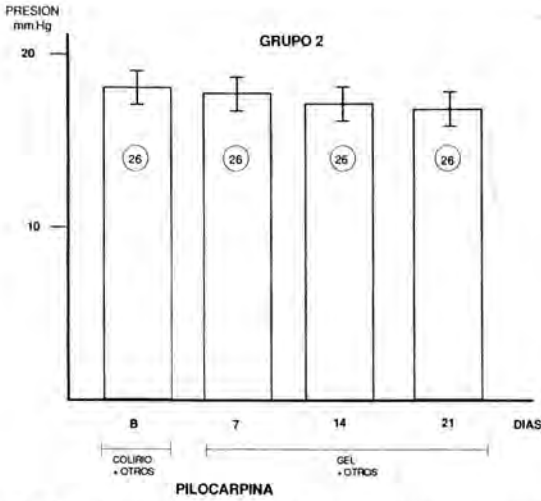 PRESION
mm.Hg
GRUPO 2
20
10
26 26 26 26
B 7 14 21 DIAS
COLIRIO GEL
+ OTROS + OTROS
PILOCARPINA